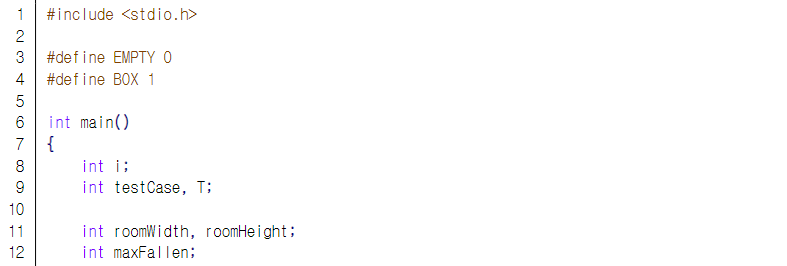 1 #include <stdio.h>
2
3 #define EMPTY 0
4 #define BOX 1
5
6 int main()
7 {
8     int i;
9     int testCase, T;
10
11     int roomWidth, roomHeight;
12     int maxFallen;